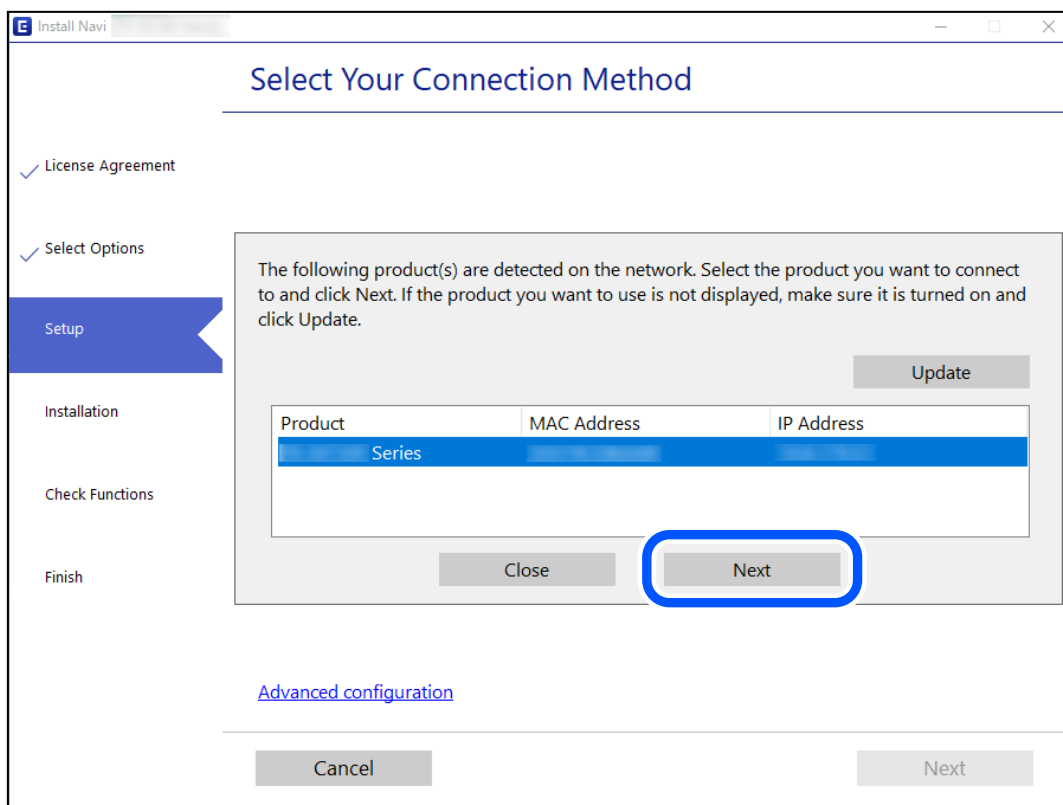 E Install Navi
Select Your Connection Method
License Agreement
Select Options
Setup
Installation
Check Functions
Finish
The following product(s) are detected on the network. Select the product you want to connect
to and click Next. If the product you want to use is not displayed, make sure it is turned on and
click Update.
Update
Product MAC Address IP Address
Series
Close Next
Advanced configuration
Cancel Next